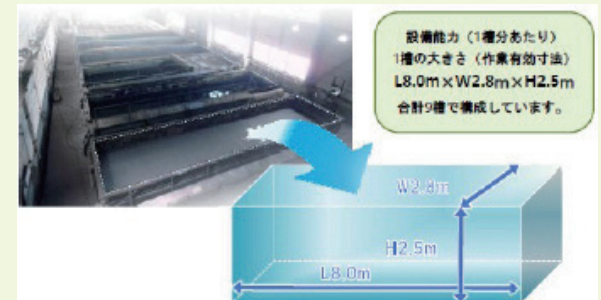 設備能力（1槽分あたり）
1槽の大きさ（作業有効寸法）
L8.0m×W2.8m×H2.5m
合計9槽で構成しています。
W2.8m
H2.5m
L8.0m